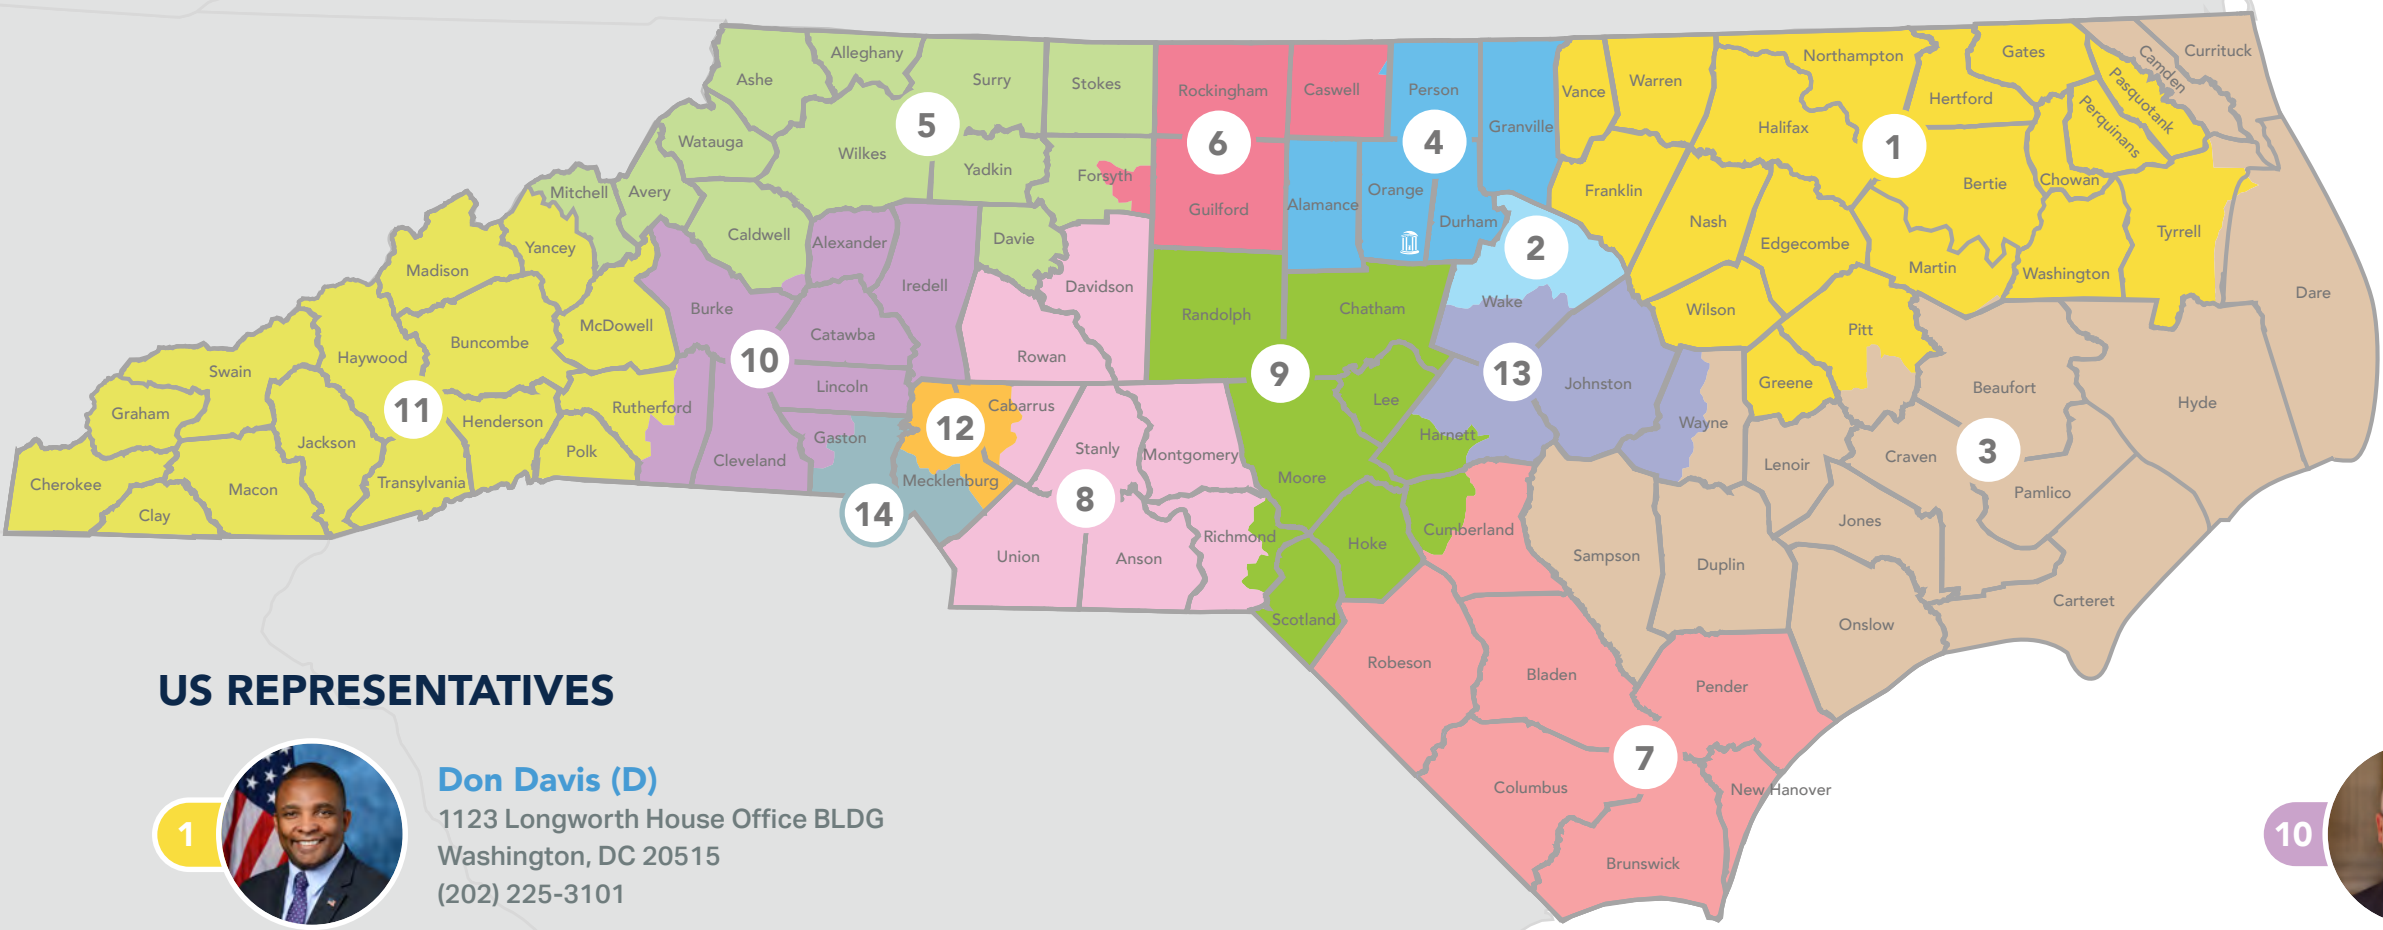 Alleghany
Ashe
Surry
Stokes
5
Watauga
Wilkes
Yadkin
Forsyth
Mitchell
Avery
Caldwell
Alexander
Davie
Iredell
Davidson
Yancey
Madison
Burke
McDowell
Buncombe
Haywood
Swain
Graham
Catawba
10
Lincoln
Rowan
11
Rutherford
Henderson
Jackson
Polk
Cleveland
Gaston
Cherokee
Macon
Clay
Transylvania
12
Cabarrus
Mecklenburg
14
Stanly
Montgomery
8
Union
Anson
Richmond
Rockingham
Caswell
6
Guilford
Person
4
Granville
Alamance
Orange
Durham
2
Wake
Randolph
Chatham
9
Lee
Moore
Harnett
13
Johnston
Wayne
Hoke
Cumberland
Scotland
Vance
Warren
Northampton
Gates
Hertford
Halifax
1
Camden
Currituck
Pasquotank
Perquinans
Franklin
Nash
Bertie
Chowan
Edgecombe
Martin
Washington
Tyrrell
Dare
Wilson
Pitt
Greene
Beaufort
Hyde
3
Lenoir
Craven
Pamlico
Jones
Sampson
Duplin
Onslow
Carteret
Robeson
Bladen
Pender
7
Columbus
New Hanover
Brunswick
US REPRESENTATIVES
1
Don Davis (D)
1123 Longworth House Office BLDG
Washington, DC 20515
(202) 225-3101
10